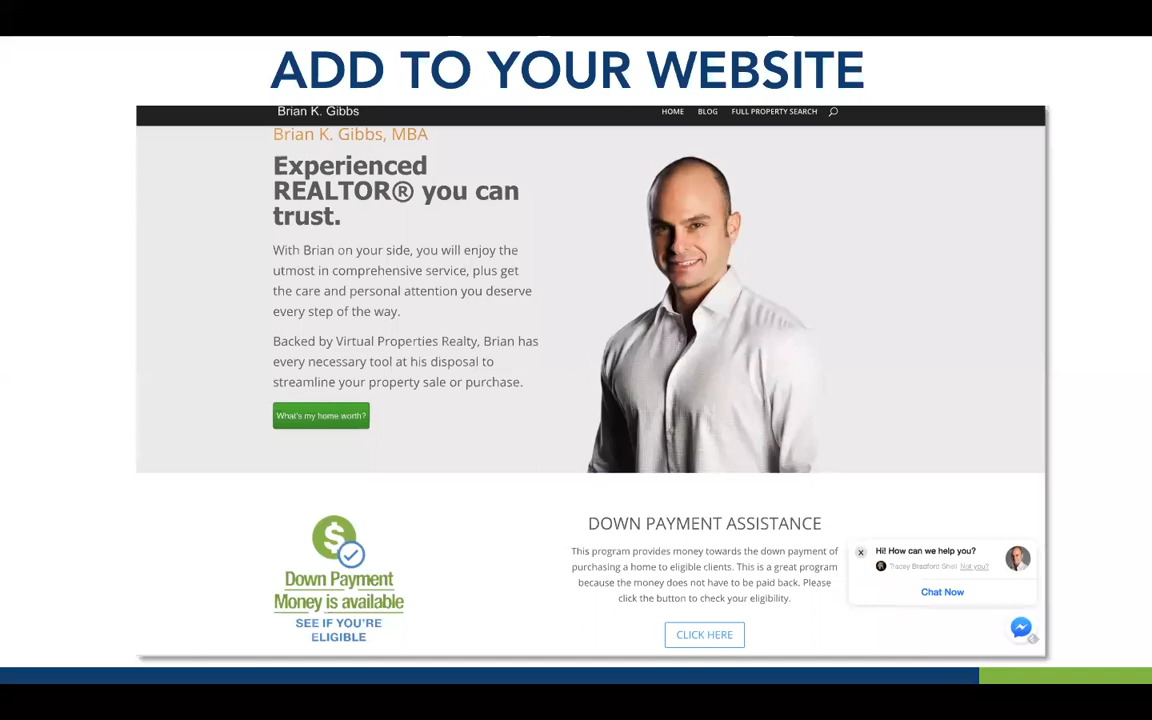 ADD TO YOUR WEBSITE
Brian K. Gibbs
HOME BLOG FULL PROPERTY SEARCH
Brian K. Gibbs, MBA
Experienced
REALTOR® you can
trust.
With Brian on your side, you will enjoy the
utmost in comprehensive service, plus get
the care and personal attention you deserve
every step of the way.
Backed by Virtual Properties Realty, Brian has
every necessary tool at his disposal to
streamline your property sale or purchase.
What's my home worth?
Down Payment
Money is available
SEE IF YOU'RE
ELIGIBLE
DOWN PAYMENT ASSISTANCE
This program provides money towards the down payment of
purchasing a home to eligible clients. This is a great program
because the money does not have to be paid back. Please
click the button to check your eligibility.
CLICK HERE
Hi! How can we help you?
Tracey Bradford Shell Not you?
Chat Now